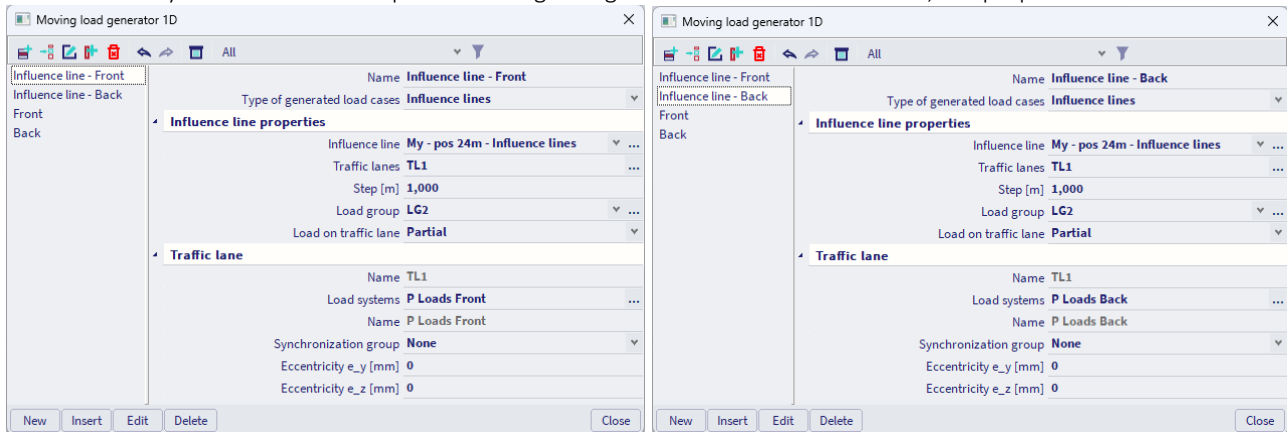 Moving load generator 1D
All
Influence line - Front
Influence line - Back
Front
Back
Name Influence line - Front
Type of generated load cases Influence lines
Influence line properties
Influence line My - pos 24m - Influence lines ...
Traffic lanes TL1 ...
Step [m] 1,000
Load group LG2 ...
Load on traffic lane Partial
Traffic lane
Name TL1
Load systems P Loads Front ...
Name P Loads Front
Synchronization group None
Eccentricity e_y [mm] 0
Eccentricity e_z [mm] 0
New Insert Edit Delete Close
Moving load generator 1D
All
Influence line - Front
Influence line - Back
Front
Back
Name Influence line - Back
Type of generated load cases Influence lines
Influence line properties
Influence line My - pos 24m - Influence lines ...
Traffic lanes TL1 ...
Step [m] 1,000
Load group LG2 ...
Load on traffic lane Partial
Traffic lane
Name TL1
Load systems P Loads Back ...
Name P Loads Back
Synchronization group None
Eccentricity e_y [mm] 0
Eccentricity e_z [mm] 0
New Insert Edit Delete Close